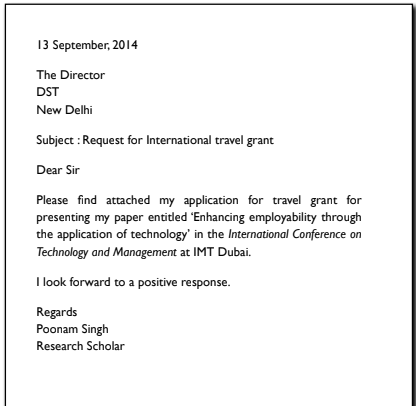 13 September, 2014
The Director
DST
New Delhi
Subject : Request for International travel grant
Dear Sir
Please find attached my application for travel grant for
presenting my paper entitled ‘Enhancing employability through
the application of technology’ in the International Conference on
Technology and Management at IMT Dubai.
I look forward to a positive response.
Regards
Poonam Singh
Research Scholar